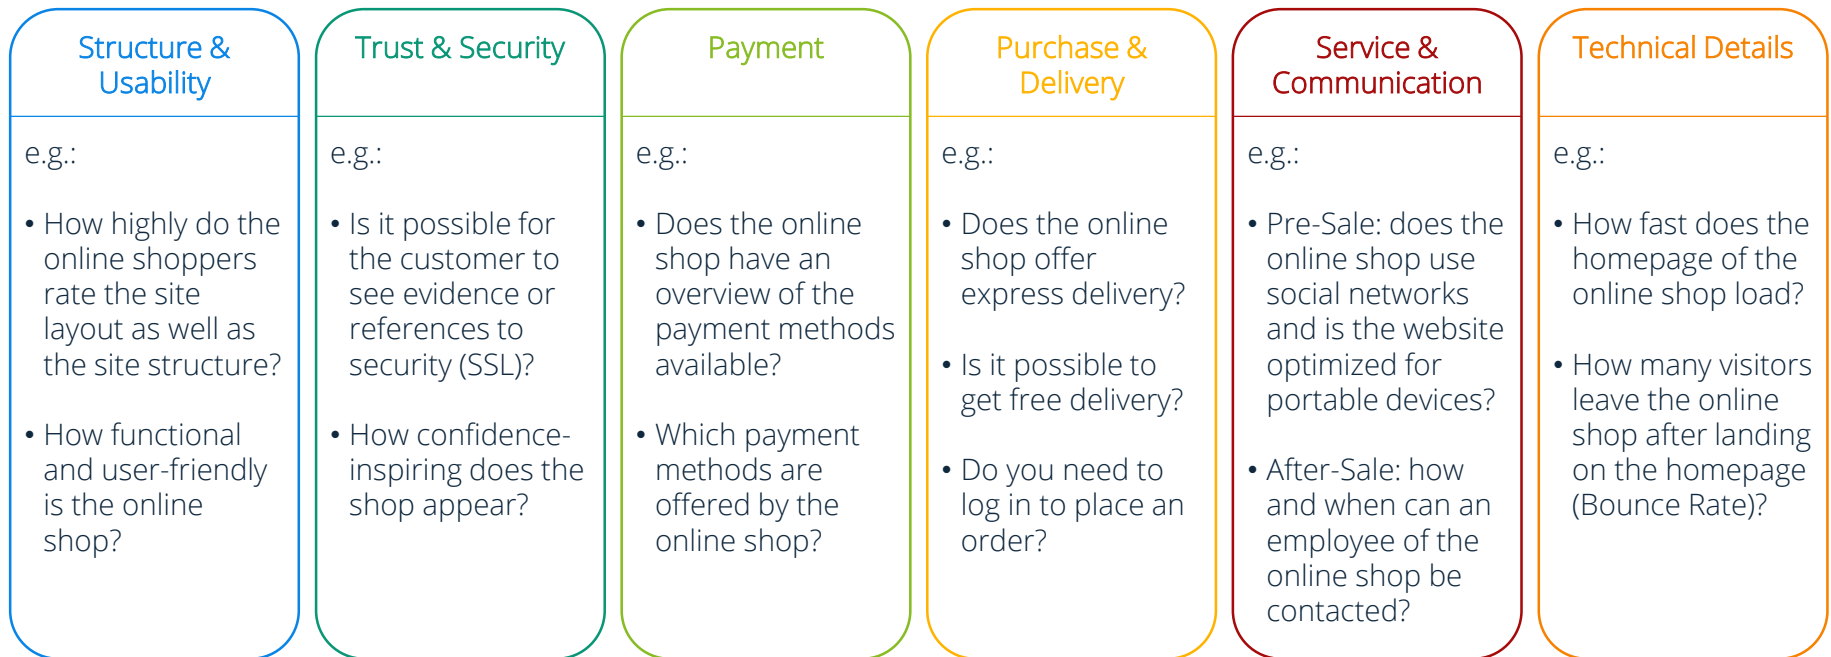 Structure &
Usability
e.g.:
• How highly do the
online shoppers
rate the site
layout as well as
the site structure?
• How functional
and user-friendly
is the online
shop?
Trust & Security
e.g.:
• Is it possible for
the customer to
see evidence or
references to
security (SSL)?
• How confidence-
inspiring does the
shop appear?
Payment
e.g.:
• Does the online
shop have an
overview of the
payment methods
available?
• Which payment
methods are
offered by the
online shop?
Purchase &
Delivery
e.g.:
• Does the online
shop offer
express delivery?
• Is it possible to
get free delivery?
• Do you need to
log in to place an
order?
Service &
Communication
e.g.:
• Pre-Sale: does the
online shop use
social networks
and is the website
optimized for
portable devices?
• After-Sale: how
and when can an
employee of the
online shop be
contacted?
Technical Details
e.g.:
• How fast does the
homepage of the
online shop load?
• How many visitors
leave the online
shop after landing
on the homepage
(Bounce Rate)?